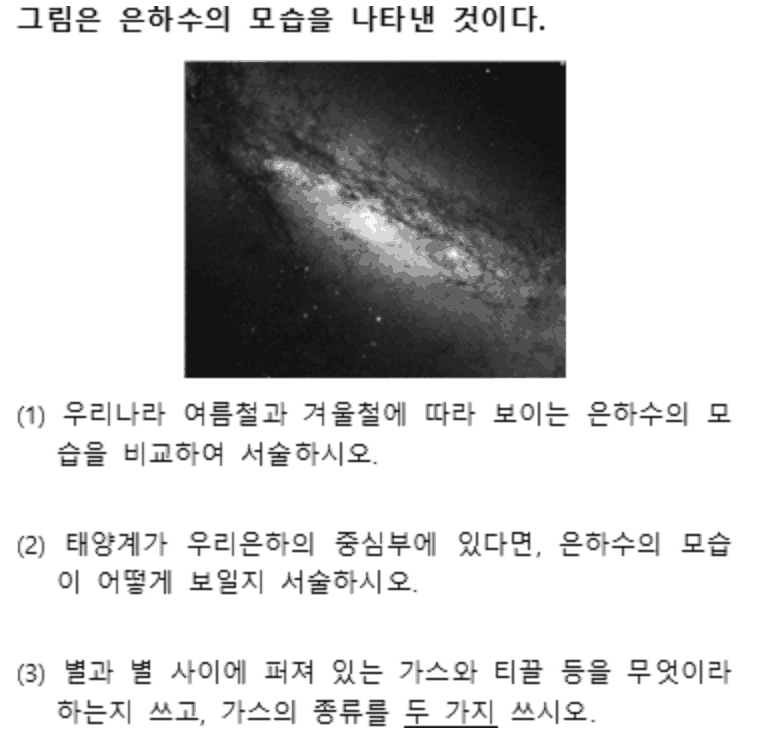 그림은 은하수의 모습을 나타낸 것이다.
(1) 우리나라 여름철과 겨울철에 따라 보이는 은하수의 모
습을 비교하여 서술하시오.
(2) 태양계가 우리은하의 중심부에 있다면, 은하수의 모습
이 어떻게 보일지 서술하시오.
(3) 별과 별 사이에 퍼져 있는 가스와 티끌 등을 무엇이라
하는지 쓰고, 가스의 종류를 두 가지 쓰시오.